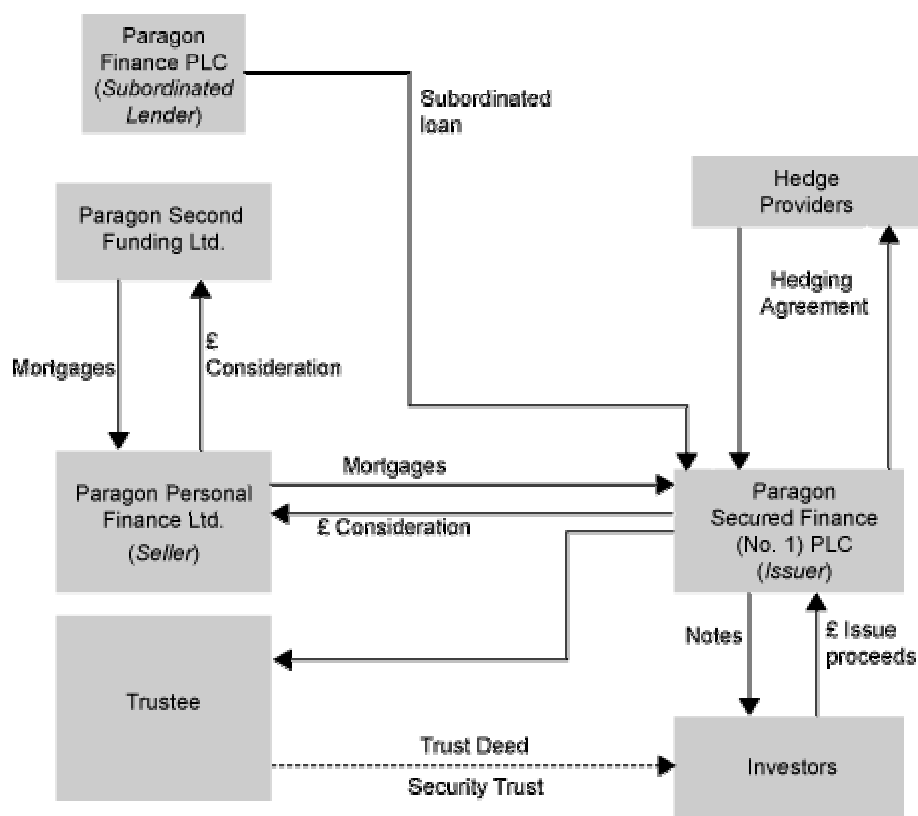 Paragon
Finance PLC
(Subordinated
Lender)
Subordinated
loan
Hedge
Providers
Paragon Second
Funding Ltd.
Hedging
Agreement
Mortgages
£
Consideration
Mortgages
Paragon Personal
Finance Ltd.
(Seller)
£ Consideration
Paragon
Secured Finance
(No. 1) PLC
(Issuer)
Notes
£ Issue
proceeds
Trustee
Trust Deed
Security Trust
Investors